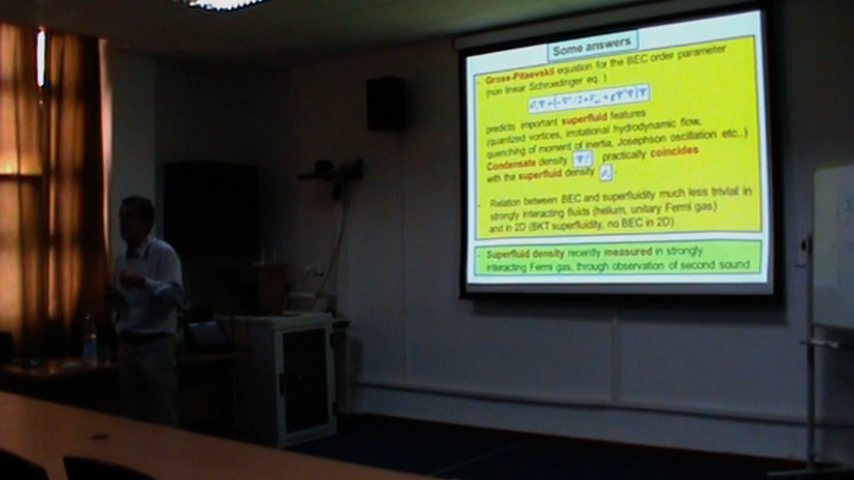 Some answers
- Gross-Pitaevskii equation for the BEC order parameter
(non linear Schroedinger eq. )
predicts important superfluid features
(quantized vortices, irrotational hydrodynamic flow,
quenching of moment of inertia, Josephson oscillation etc..)
Condensate density practically coincides
with the superfluid density
- Relation between BEC and superfluidity much less trivial in
strongly interacting fluids (helium, unitary Fermi gas)
and in 2D (BKT superfluidity, no BEC in 2D)
- Superfluid density recently measured in strongly
interacting Fermi gas, through observation of second sound